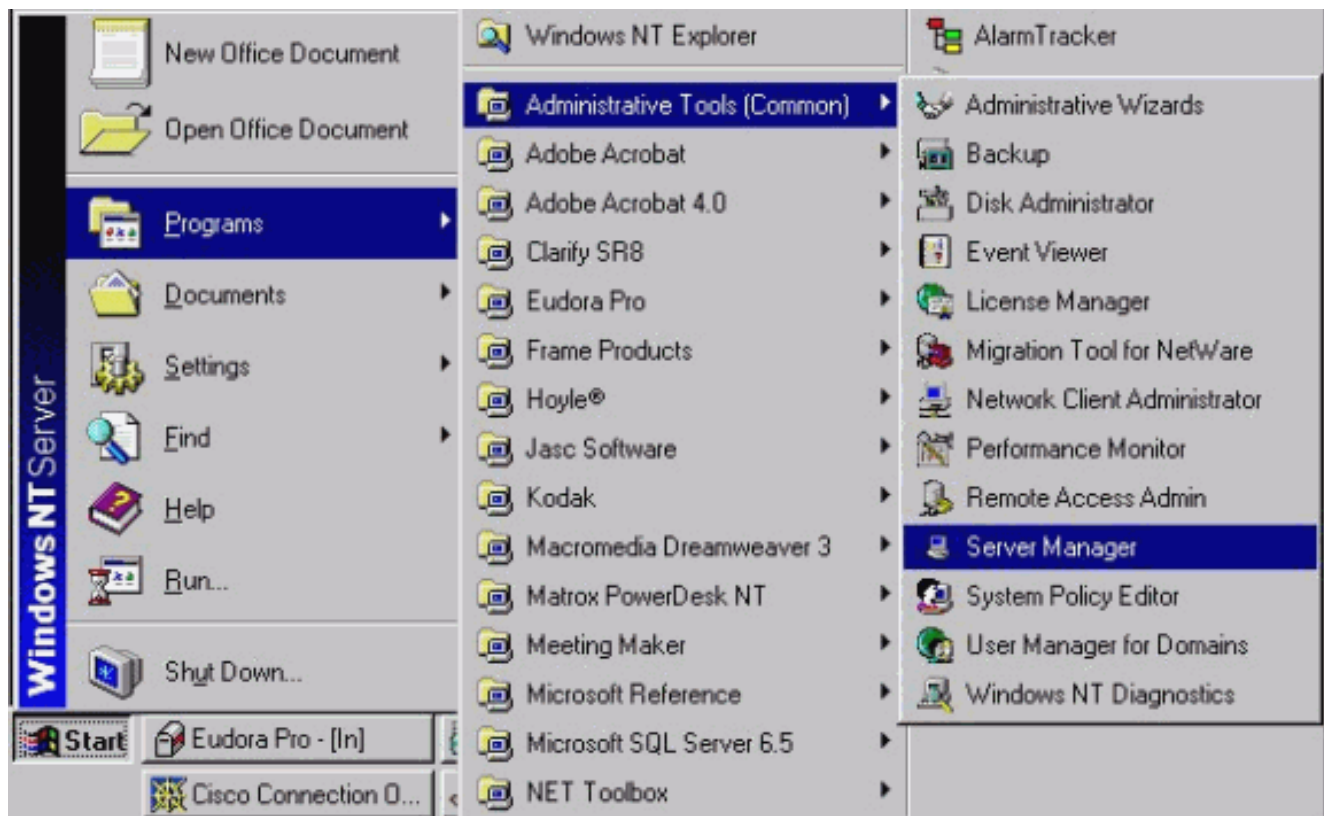 Windows NT Server
New Office Document
Open Office Document
Programs
Documents
Settings
Find
Help
Run...
Shut Down...
Start
Eudora Pro - [In]
Cisco Connection O...
Windows NT Explorer
Administrative Tools (Common)
Adobe Acrobat
Adobe Acrobat 4.0
Clarify SR8
Eudora Pro
Frame Products
Hoyle®
Jasc Software
Kodak
Macromedia Dreamweaver 3
Matrox PowerDesk NT
Meeting Maker
Microsoft Reference
Microsoft SQL Server 6.5
NET Toolbox
AlarmTracker
Administrative Wizards
Backup
Disk Administrator
Event Viewer
License Manager
Migration Tool for NetWare
Network Client Administrator
Performance Monitor
Remote Access Admin
Server Manager
System Policy Editor
User Manager for Domains
Windows NT Diagnostics